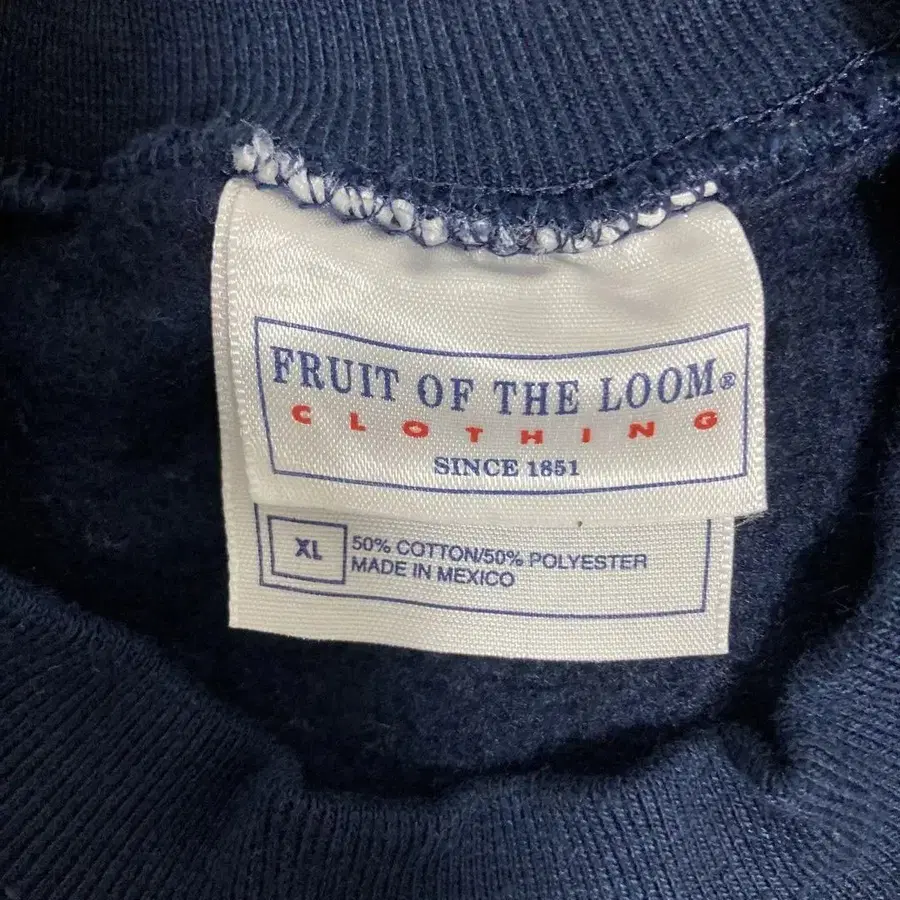 FRUIT OF THE LOOM®
CLOTHING
SINCE 1851
XL
50% COTTON/50% POLYESTER
MADE IN MEXICO